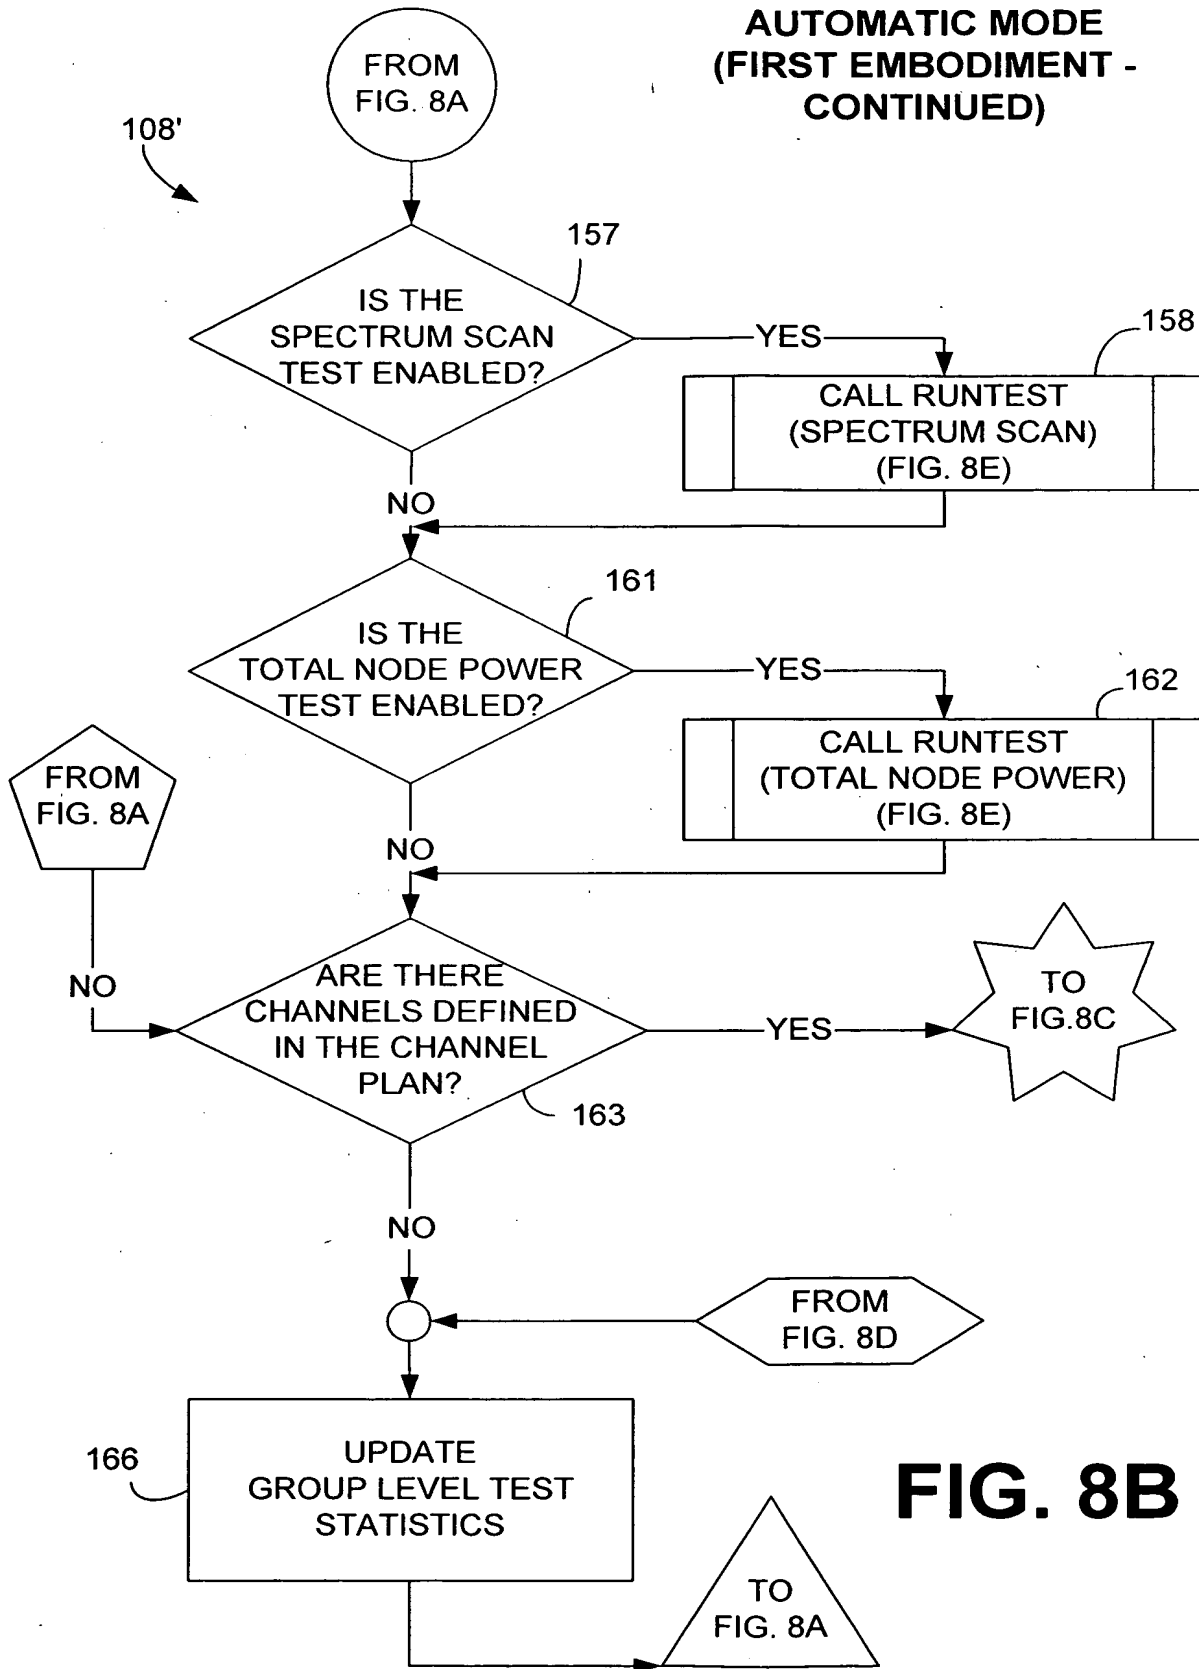 AUTOMATIC MODE
(FIRST EMBODIMENT -
CONTINUED)
FROM
FIG. 8A
108'
157
IS THE
SPECTRUM SCAN
TEST ENABLED?
YES
158
CALL RUNTEST
(SPECTRUM SCAN)
(FIG. 8E)
NO
161
IS THE
TOTAL NODE POWER
TEST ENABLED?
YES
162
CALL RUNTEST
(TOTAL NODE POWER)
(FIG. 8E)
NO
FROM
FIG. 8A
NO
ARE THERE
CHANNELS DEFINED
IN THE CHANNEL
PLAN?
163
YES
TO
FIG.8C
NO
FROM
FIG. 8D
166
UPDATE
GROUP LEVEL TEST
STATISTICS
TO
FIG. 8A
FIG. 8B